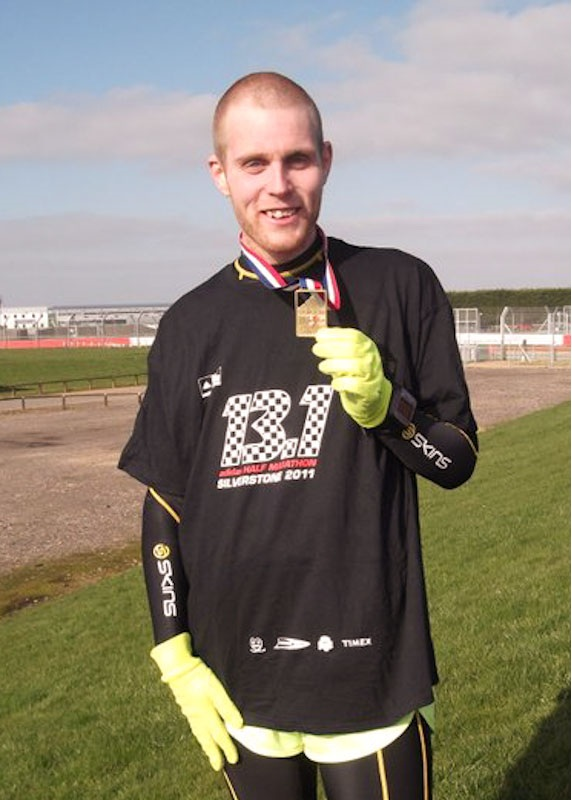 13.1
adidas HALF MARATHON
SILVERSTONE 2011
SKINS
SKINS
TIMEX